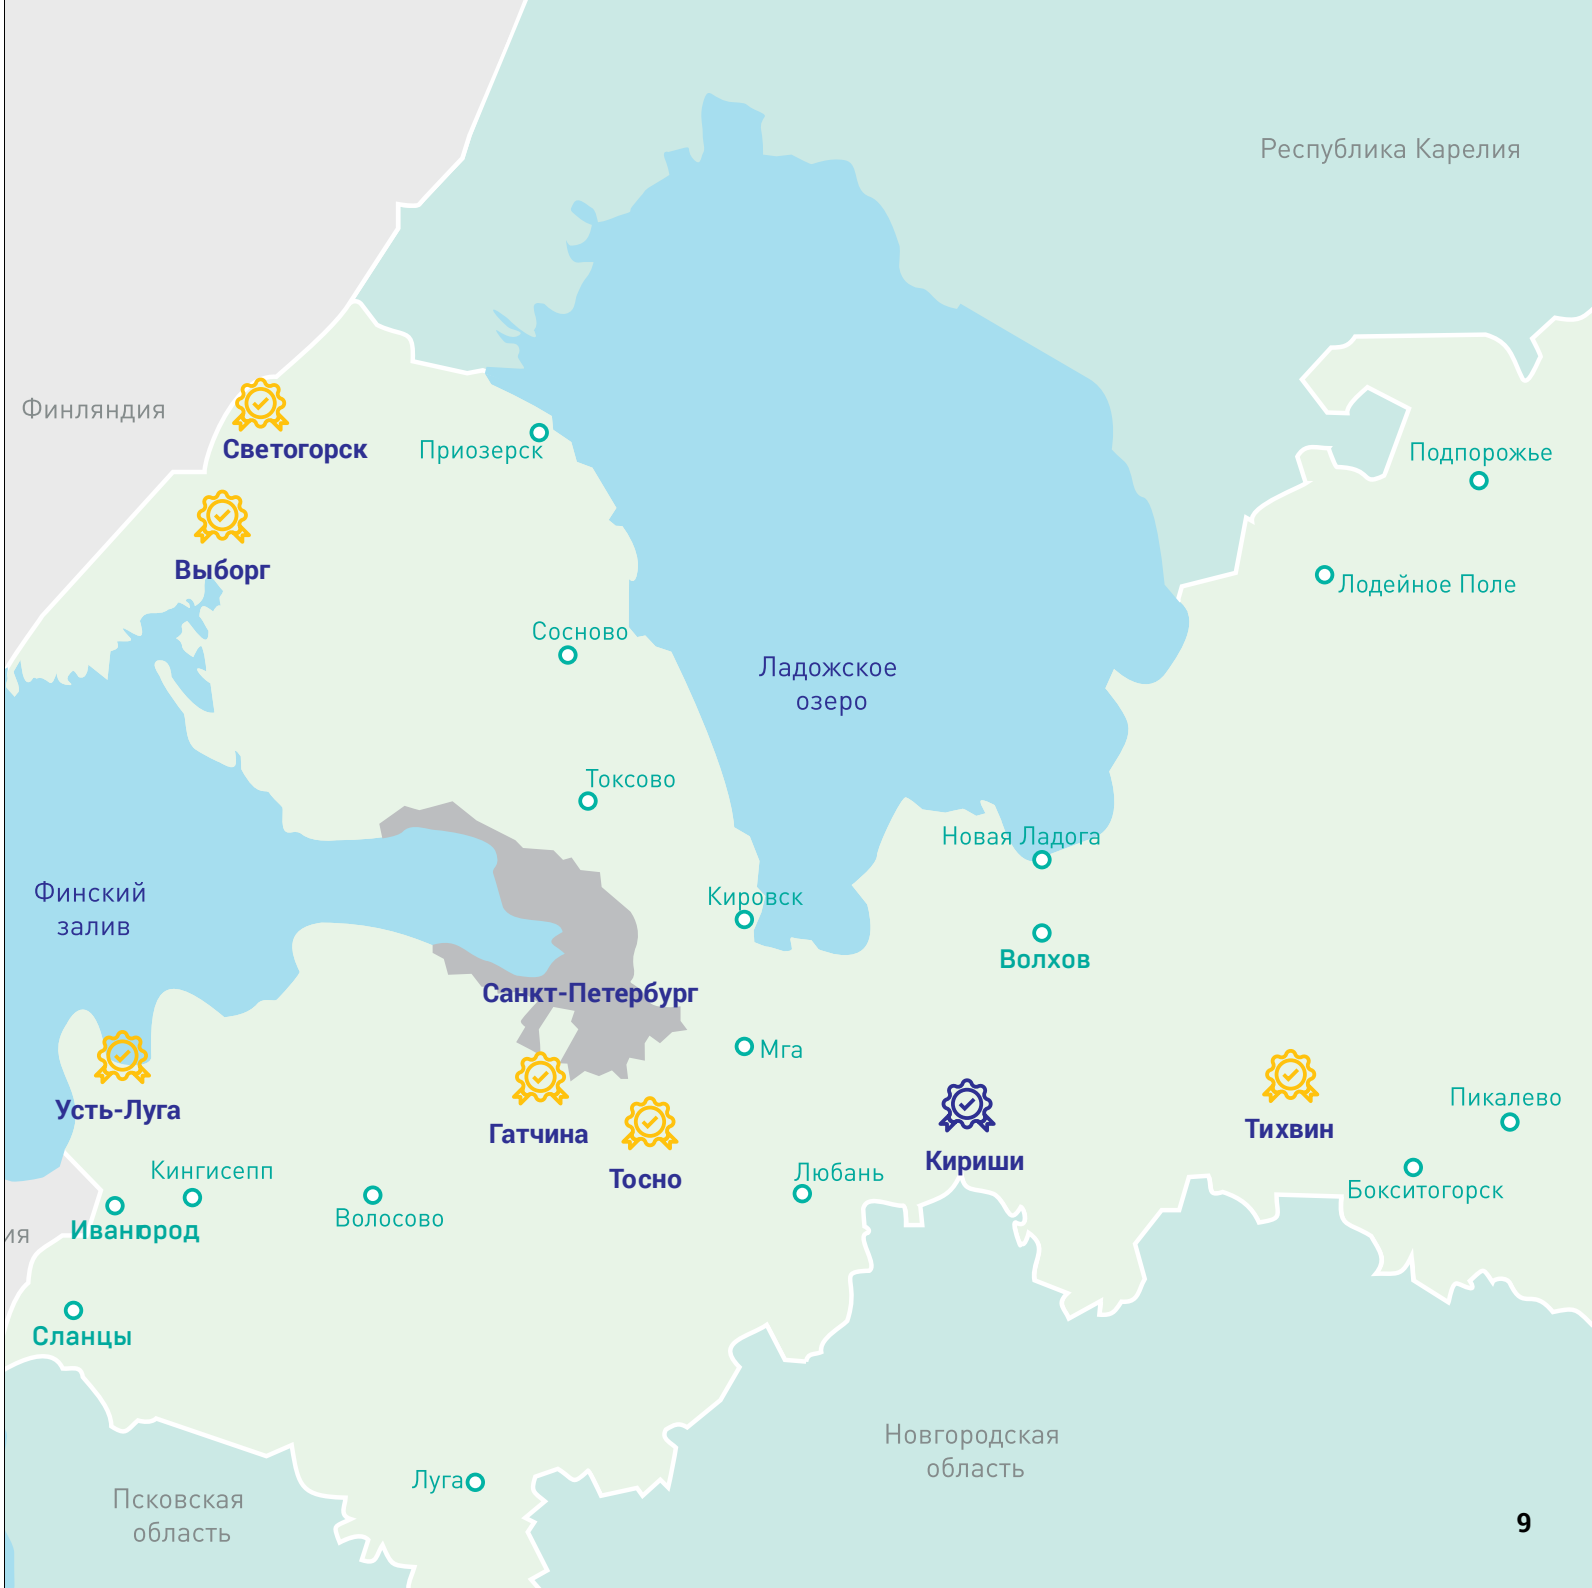 Республика Карелия
Финляндия
Светогорск
Приозерск
Подпорожье
Выборг
Лодейное Поле
Сосново
Ладожское
озеро
Токсово
Новая Ладога
Финский
залив
Кировск
Волхов
Санкт-Петербург
Мга
Усть-Луга
Гатчина
Тосно
Кириши
Тихвин
Пикалево
Кингисепп
Любань
Бокситогорск
Волосово
Ивангород
ия
Сланцы
Новгородская
область
Луга
Псковская
область
9